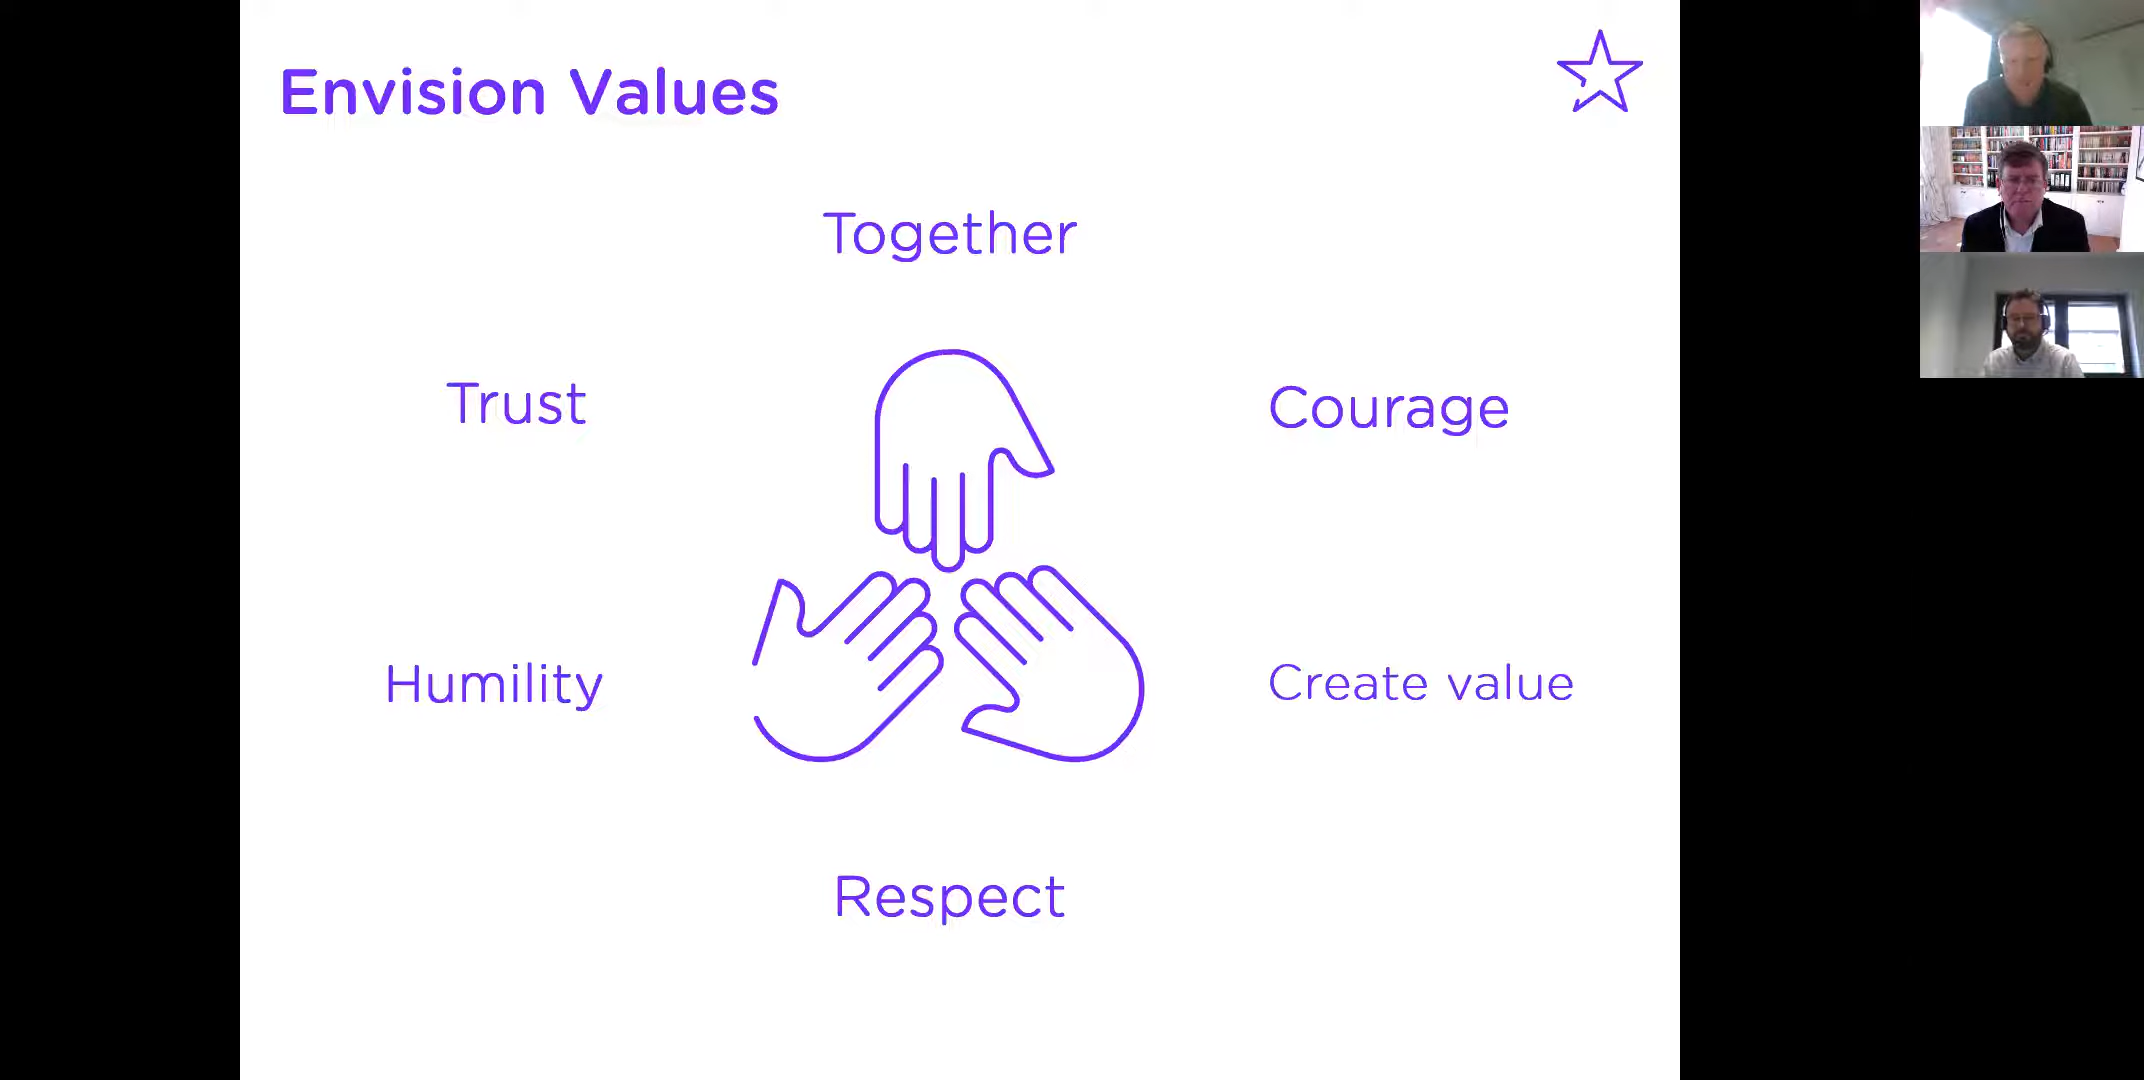 Envision Values
Together
Trust
Courage
Humility
Create value
Respect